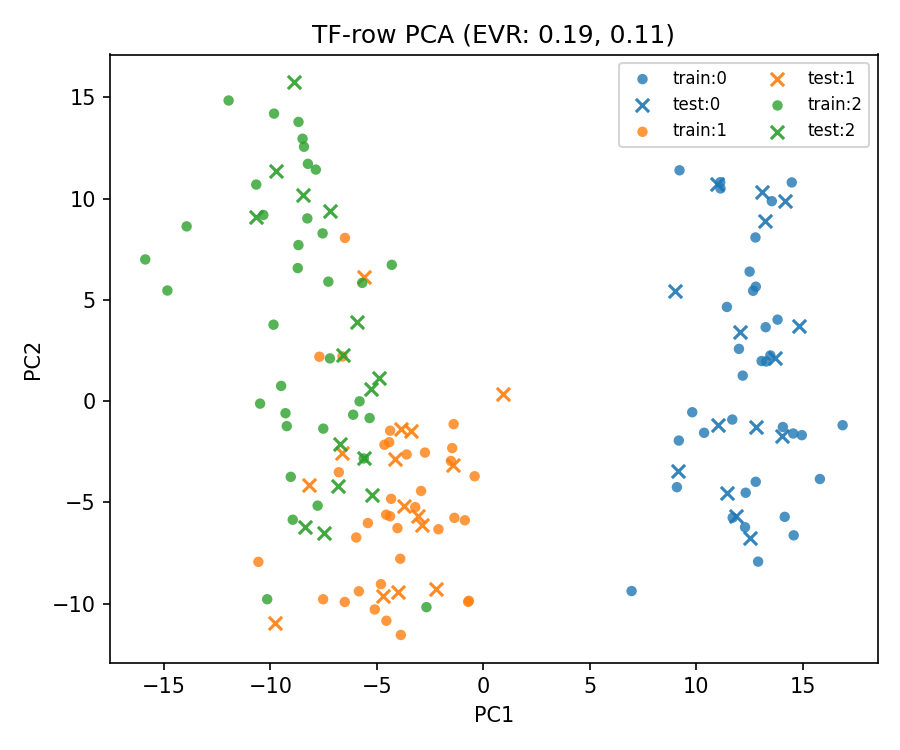 TF-row PCA (EVR: 0.19, 0.11)
train:0
test:0
train:1
test:1
train:2
test:2
15
10
5
0
−5
−10
PC2
−15
−10
−5
0
5
10
15
PC1